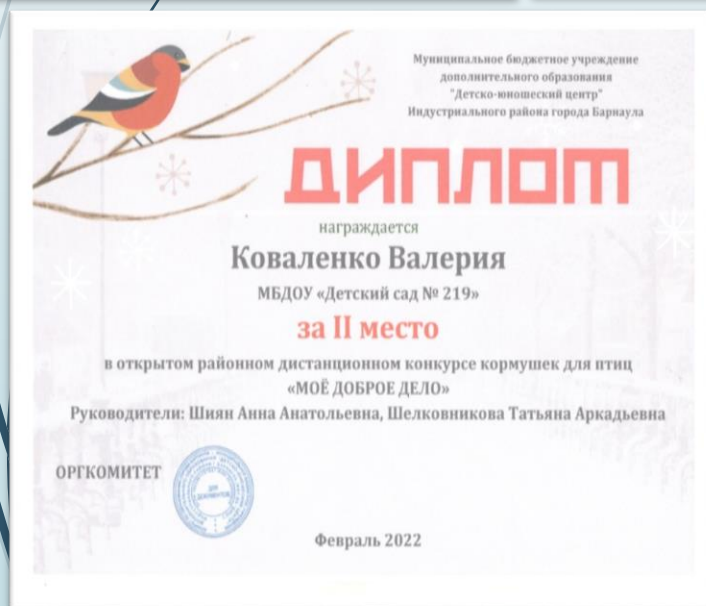 Муниципальное бюджетное учреждение
дополнительного образования
"Детско-юношеский центр"
Индустриального района города Барнаула
ДИПЛОМ
награждается
Коваленко Валерия
МБДОУ «Детский сад № 219»
за II место
в открытом районном дистанционном конкурсе кормушек для птиц
«МОЁ ДОБРОЕ ДЕЛО»
Руководители: Шиян Анна Анатольевна, Шелковникова Татьяна Аркадьевна
ОРГКОМИТЕТ
ДЛЯ
ДОКУМЕНТОВ
Февраль 2022